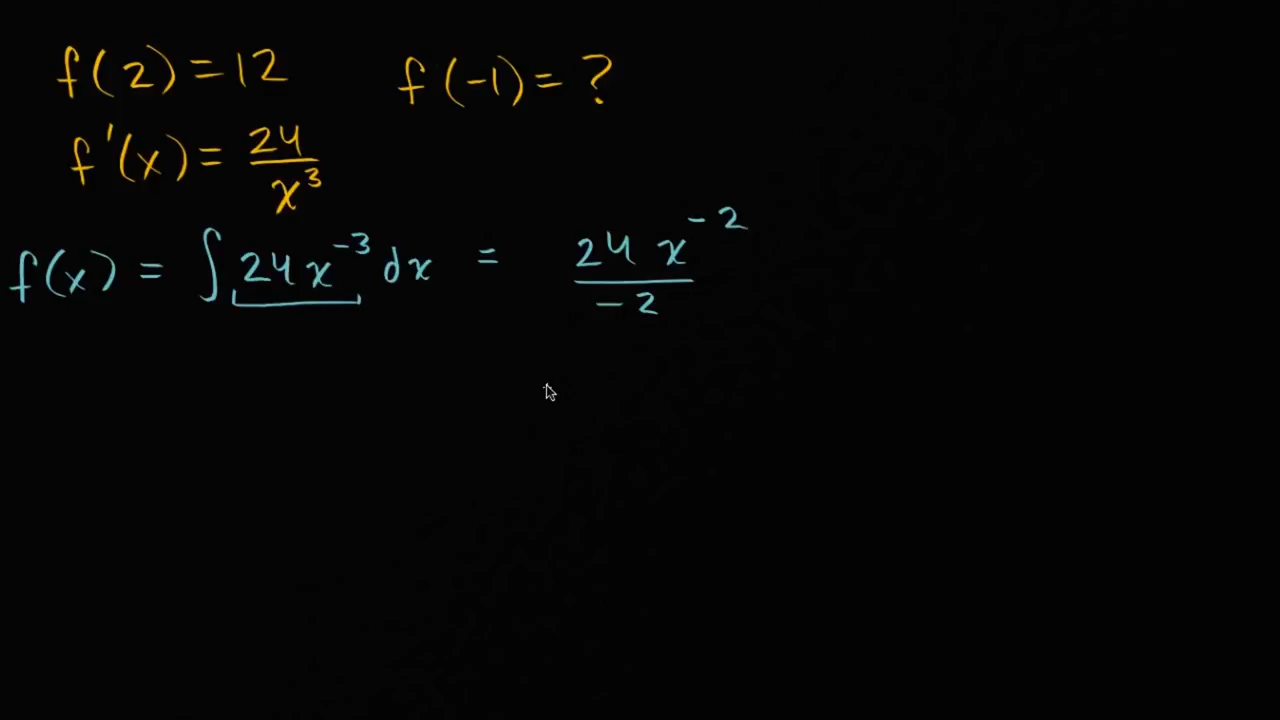 f(2) = 12 f(-1) = ?
f'(x) = 24/x³
f(x) = ∫ 24x⁻³ dx = 24x⁻²/-2